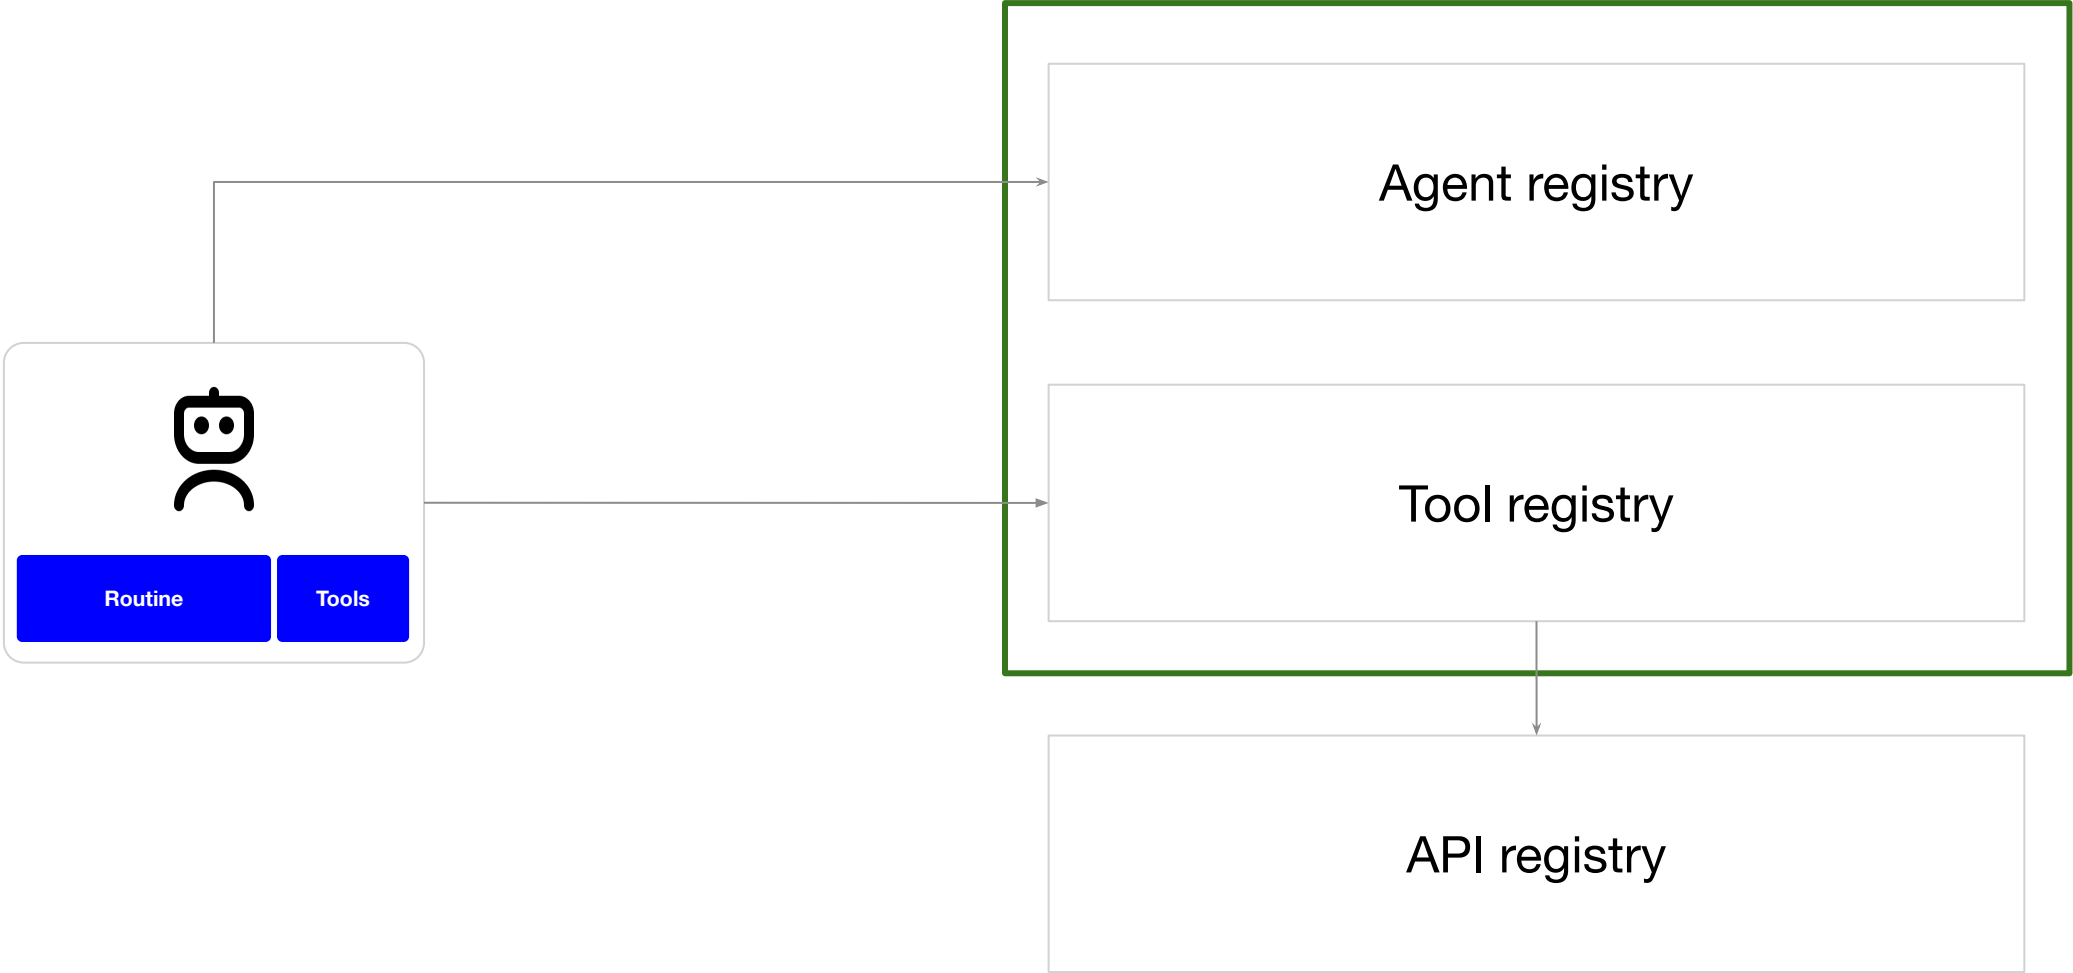 Agent registry
Tool registry
Routine
Tools
API registry